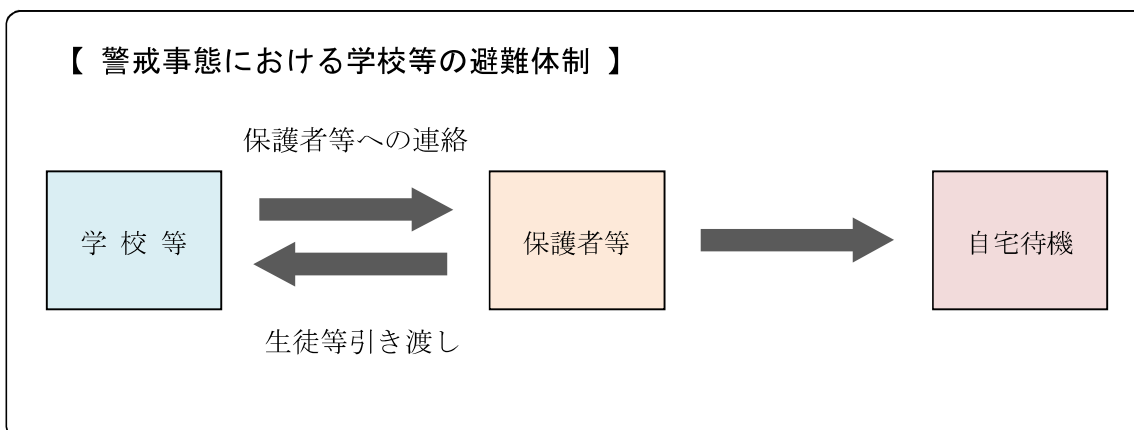 【 警戒事態における学校等の避難体制 】
保護者等への連絡
学 校 等
保護者等
自宅待機
生徒等引き渡し